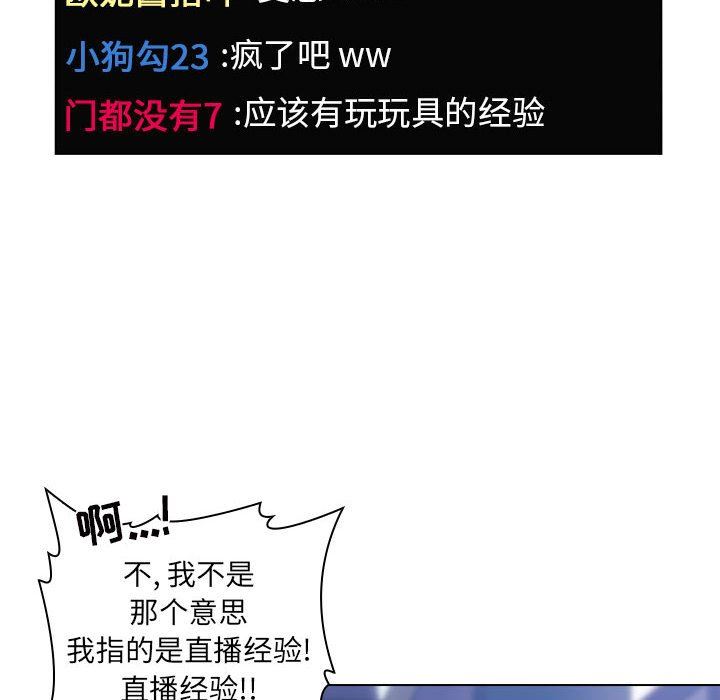 小狗勾23 :疯了吧 ww
门都没有7 :应该有玩玩具的经验
啊...!
不, 我不是
那个意思
我指的是直播经验!
直播经验!!